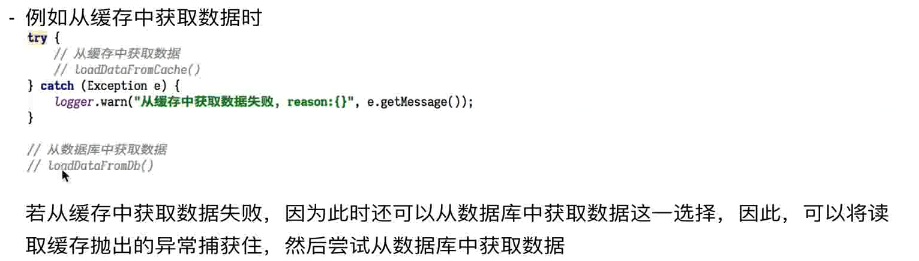 - 例如从缓存中获取数据时
try {
// 从缓存中获取数据
// loadDataFromCache()
} catch (Exception e) {
logger.warn("从缓存中获取数据失败，reason:{}", e.getMessage());
}
// 从数据库中获取数据
// loadDataFromDb()
若从缓存中获取数据失败，因为此时还可以从数据库中获取数据这一选择，因此，可以将读
取缓存抛出的异常捕获住，然后尝试从数据库中获取数据